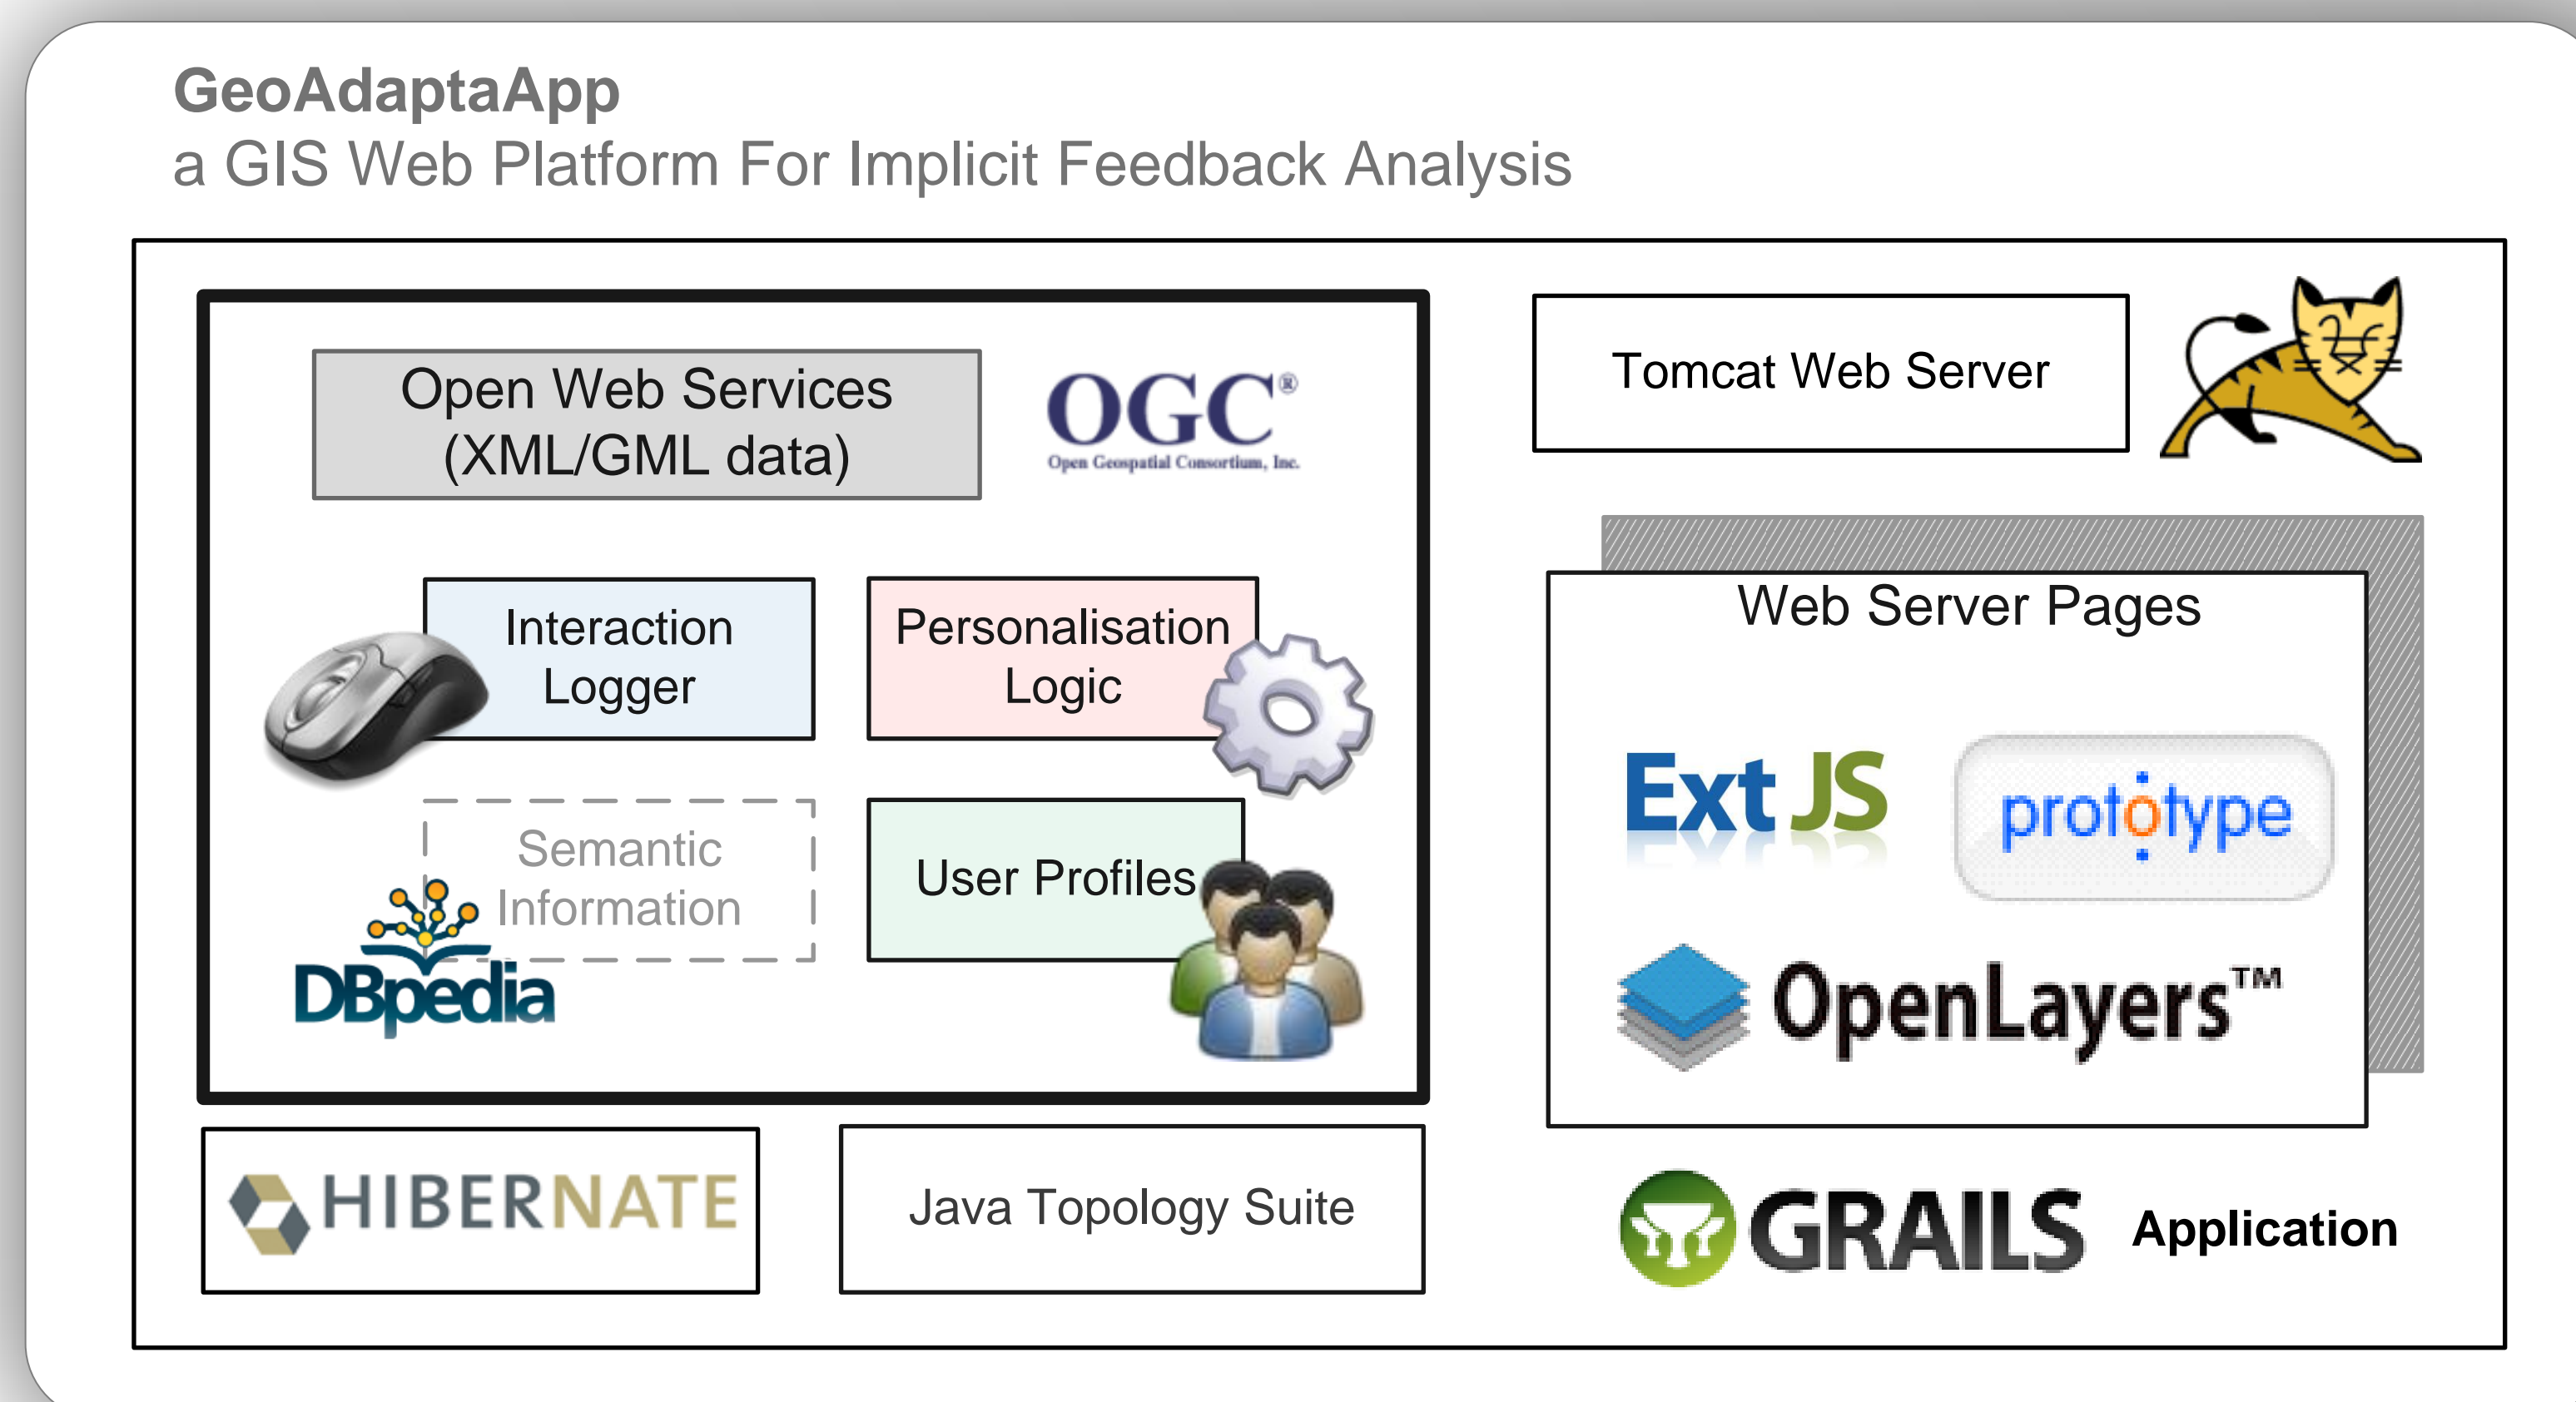 GeoAdaptaApp
a GIS Web Platform For Implicit Feedback Analysis
Open Web Services
(XML/GML data)
OGC®
Open Geospatial Consortium, Inc.
Interaction
Logger
Personalisation
Logic
Semantic
Information
DBpedia
User Profiles
HIBERNATE
Java Topology Suite
Tomcat Web Server
Web Server Pages
Ext JS
prototype
OpenLayers™
GRAILS Application